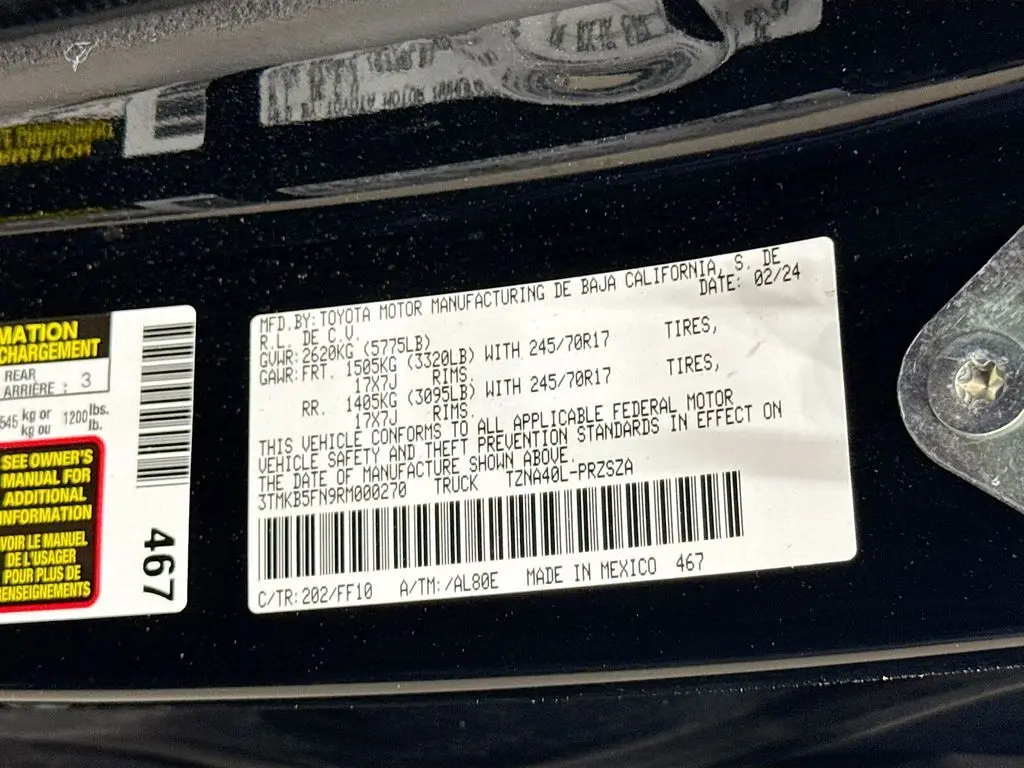 MATION
CHARGEMENT
REAR
ARRIÈRE : 3
545 kg or 1200 lbs.
kg ou lb.
SEE OWNER'S
MANUAL FOR
ADDITIONAL
INFORMATION
VOIR LE MANUEL
DE L'USAGER
POUR PLUS DE
RENSEIGNEMENTS
467
MFD.BY:TOYOTA MOTOR MANUFACTURING DE BAJA CALIFORNIA, S. DE
R.L. DE C.V. DATE: 02/24
GVWR:2620KG (5775LB)
GAWR:FRT. 1505KG (3320LB) WITH 245/70R17 TIRES,
17X7J RIMS.
RR. 1405KG (3095LB) WITH 245/70R17 TIRES,
17X7J RIMS.
THIS VEHICLE CONFORMS TO ALL APPLICABLE FEDERAL MOTOR
VEHICLE SAFETY AND THEFT PREVENTION STANDARDS IN EFFECT ON
THE DATE OF MANUFACTURE SHOWN ABOVE.
3TMKB5FN9RM000270 TRUCK TZNA40L-PRZSZA
C/TR:202/FF10 A/TM:/AL80E MADE IN MEXICO 467